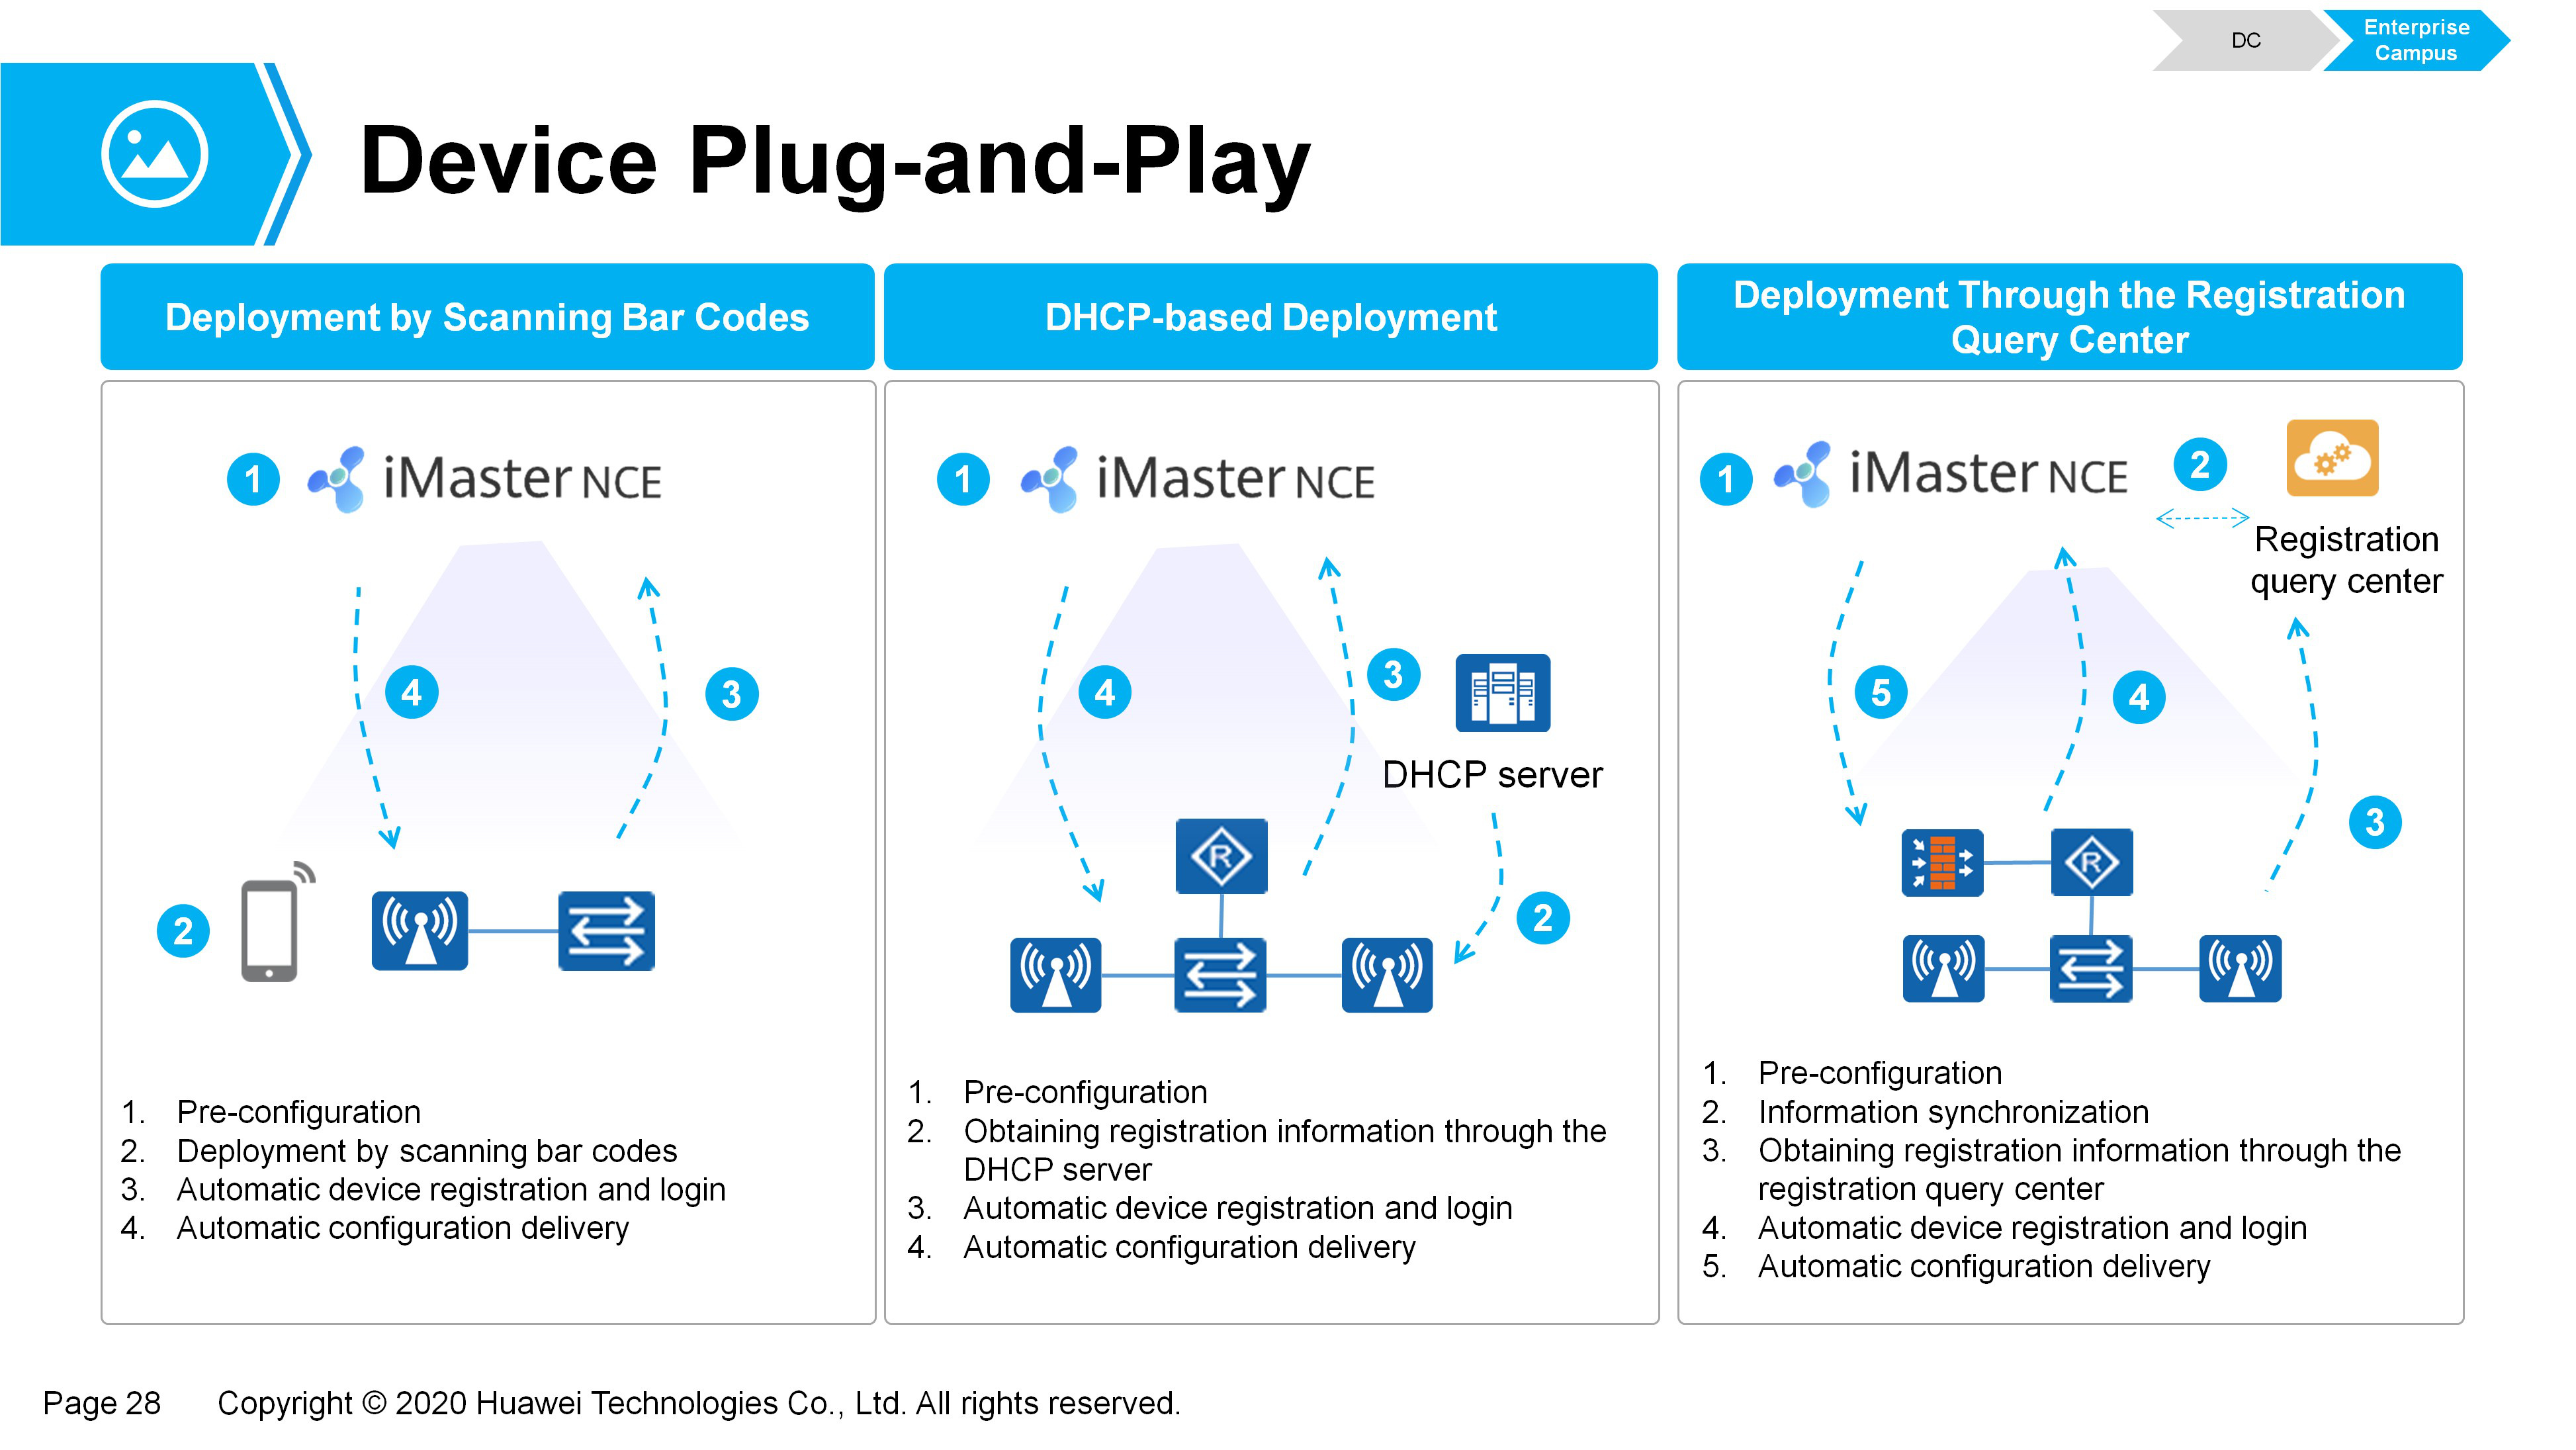 DC
Enterprise
Campus
Device Plug-and-Play
Deployment by Scanning Bar Codes
1
iMaster NCE
4
3
2
1. Pre-configuration
2. Deployment by scanning bar codes
3. Automatic device registration and login
4. Automatic configuration delivery
DHCP-based Deployment
1
iMaster NCE
4
3
DHCP server
R
2
1. Pre-configuration
2. Obtaining registration information through the
DHCP server
3. Automatic device registration and login
4. Automatic configuration delivery
Deployment Through the Registration
Query Center
1
iMaster NCE
2
Registration
query center
5
4
3
R
1. Pre-configuration
2. Information synchronization
3. Obtaining registration information through the
registration query center
4. Automatic device registration and login
5. Automatic configuration delivery
Page 28 Copyright © 2020 Huawei Technologies Co., Ltd. All rights reserved.